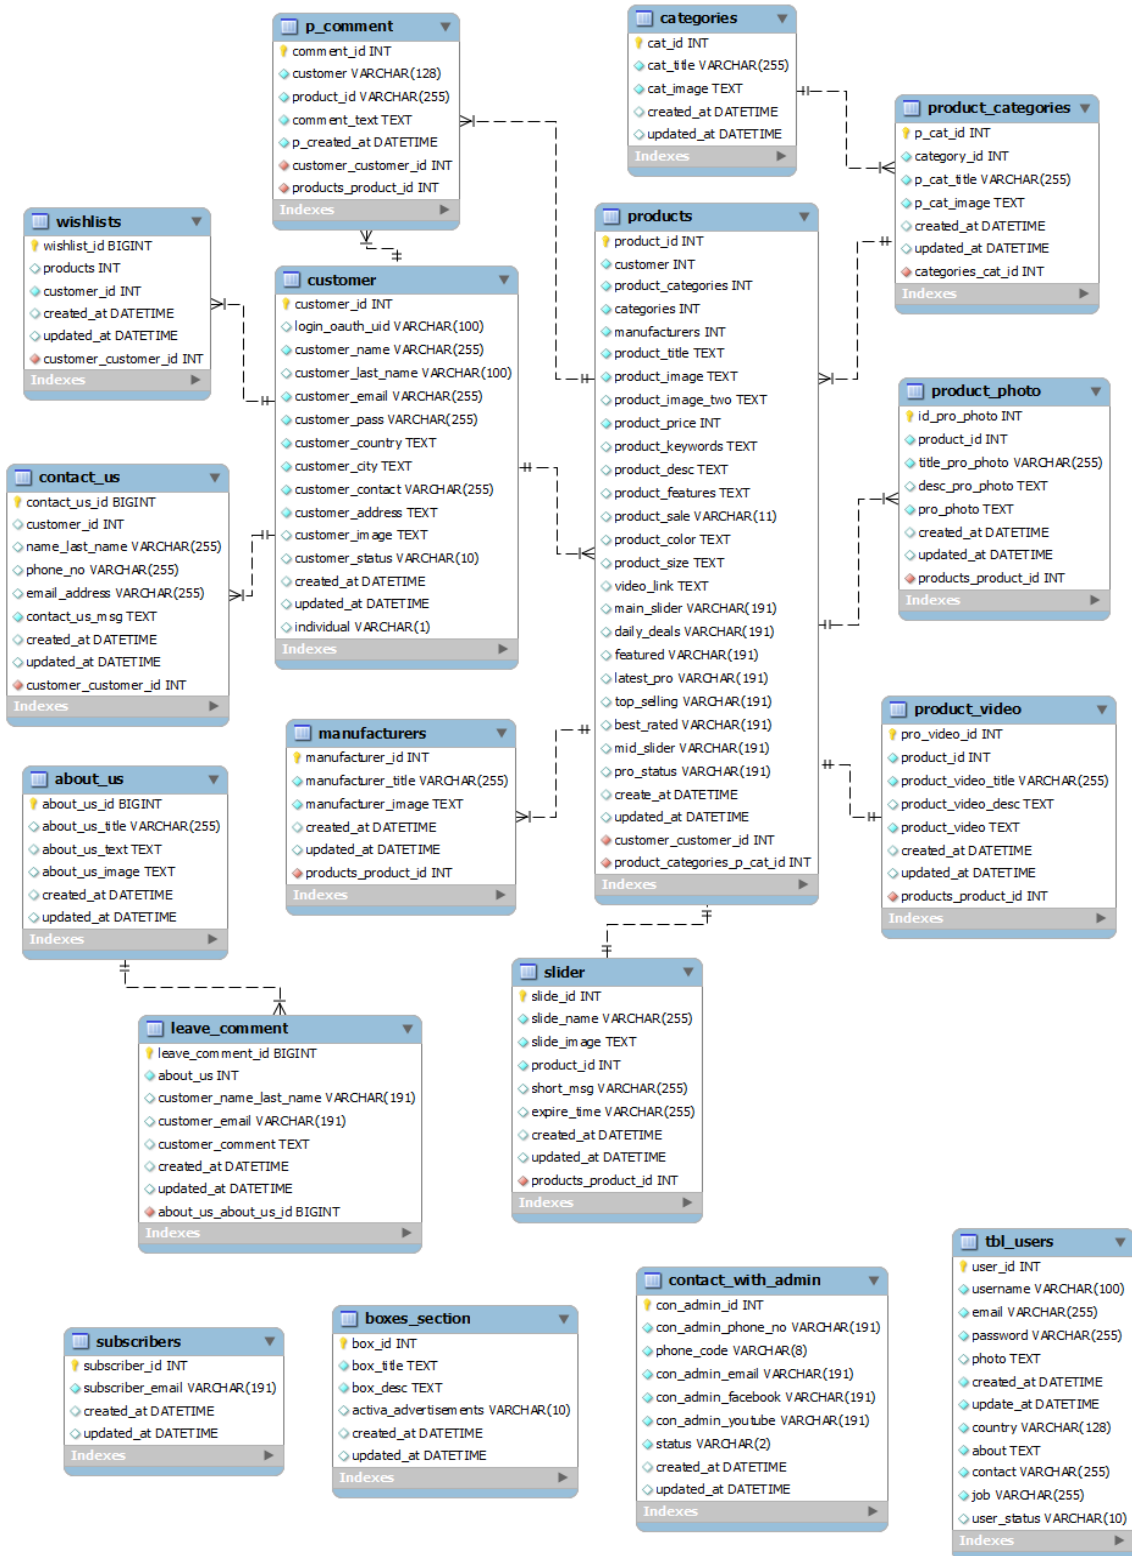 p_comment
comment_id INT
customer VARCHAR(128)
product_id VARCHAR(255)
comment_text TEXT
p_created_at DATETIME
customer_customer_id INT
products_product_id INT
Indexes
categories
cat_id INT
cat_title VARCHAR(255)
cat_image TEXT
created_at DATETIME
updated_at DATETIME
Indexes
product_categories
p_cat_id INT
category_id INT
p_cat_title VARCHAR(255)
p_cat_image TEXT
created_at DATETIME
updated_at DATETIME
categories_cat_id INT
Indexes
wishlists
wishlist_id BIGINT
products INT
customer_id INT
created_at DATETIME
updated_at DATETIME
customer_customer_id INT
Indexes
customer
customer_id INT
login_oauth_uid VARCHAR(100)
customer_name VARCHAR(255)
customer_last_name VARCHAR(100)
customer_email VARCHAR(255)
customer_pass VARCHAR(255)
customer_country TEXT
customer_city TEXT
customer_contact VARCHAR(255)
customer_address TEXT
customer_image TEXT
customer_status VARCHAR(10)
created_at DATETIME
updated_at DATETIME
individual VARCHAR(1)
Indexes
products
product_id INT
customer INT
product_categories INT
categories INT
manufacturers INT
product_title TEXT
product_image TEXT
product_image_two TEXT
product_price INT
product_keywords TEXT
product_desc TEXT
product_features TEXT
product_sale VARCHAR(11)
product_color TEXT
product_size TEXT
video_link TEXT
main_slider VARCHAR(191)
daily_deals VARCHAR(191)
featured VARCHAR(191)
latest_pro VARCHAR(191)
top_selling VARCHAR(191)
best_rated VARCHAR(191)
mid_slider VARCHAR(191)
pro_status VARCHAR(191)
create_at DATETIME
updated_at DATETIME
customer_customer_id INT
product_categories_p_cat_id INT
Indexes
product_photo
id_pro_photo INT
product_id INT
title_pro_photo VARCHAR(255)
desc_pro_photo TEXT
pro_photo TEXT
created_at DATETIME
updated_at DATETIME
products_product_id INT
Indexes
contact_us
contact_us_id BIGINT
customer_id INT
name_last_name VARCHAR(255)
phone_no VARCHAR(255)
email_address VARCHAR(255)
contact_us_msg TEXT
created_at DATETIME
updated_at DATETIME
customer_customer_id INT
Indexes
manufacturers
manufacturer_id INT
manufacturer_title VARCHAR(255)
manufacturer_image TEXT
created_at DATETIME
updated_at DATETIME
products_product_id INT
Indexes
product_video
pro_video_id INT
product_id INT
product_video_title VARCHAR(255)
product_video_desc TEXT
product_video TEXT
created_at DATETIME
updated_at DATETIME
products_product_id INT
Indexes
about_us
about_us_id BIGINT
about_us_title VARCHAR(255)
about_us_text TEXT
about_us_image TEXT
created_at DATETIME
updated_at DATETIME
Indexes
slider
slide_id INT
slide_name VARCHAR(255)
slide_image TEXT
product_id INT
short_msg VARCHAR(255)
expire_time VARCHAR(255)
created_at DATETIME
updated_at DATETIME
products_product_id INT
Indexes
leave_comment
leave_comment_id BIGINT
about_us INT
customer_name_last_name VARCHAR(191)
customer_email VARCHAR(191)
customer_comment TEXT
created_at DATETIME
updated_at DATETIME
about_us_about_us_id BIGINT
Indexes
subscribers
subscriber_id INT
subscriber_email VARCHAR(191)
created_at DATETIME
updated_at DATETIME
Indexes
boxes_section
box_id INT
box_title TEXT
box_desc TEXT
activa_advertisements VARCHAR(10)
created_at DATETIME
updated_at DATETIME
Indexes
contact_with_admin
con_admin_id INT
con_admin_phone_no VARCHAR(191)
phone_code VARCHAR(8)
con_admin_email VARCHAR(191)
con_admin_facebook VARCHAR(191)
con_admin_youtube VARCHAR(191)
status VARCHAR(2)
created_at DATETIME
updated_at DATETIME
Indexes
tbl_users
user_id INT
username VARCHAR(100)
email VARCHAR(255)
password VARCHAR(255)
photo TEXT
created_at DATETIME
update_at DATETIME
country VARCHAR(128)
about TEXT
contact VARCHAR(255)
job VARCHAR(255)
user_status VARCHAR(10)
Indexes